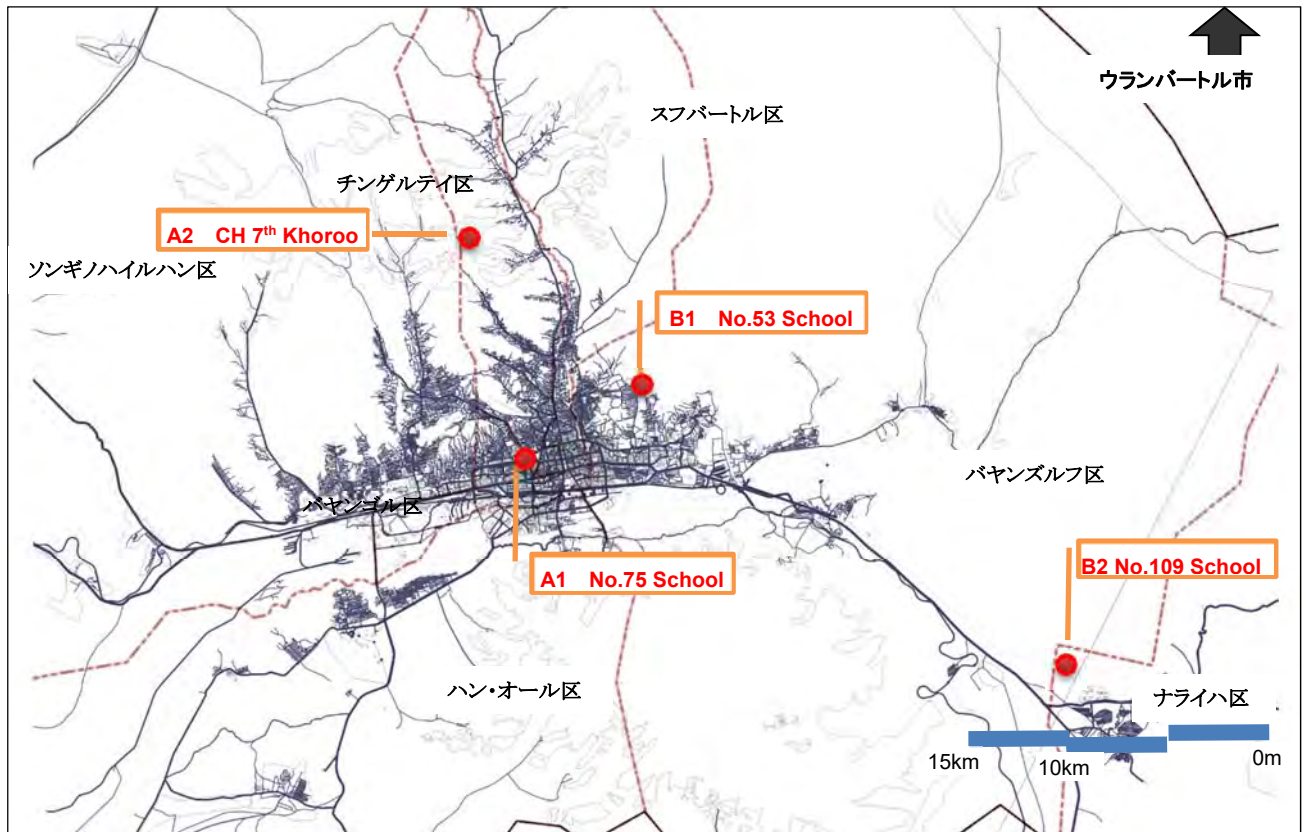 ウランバートル市
スフバートル区
チンゲルテイ区
A2 CH 7th Khoroo
ソンギノハイルハン区
B1 No.53 School
バヤンズルフ区
バヤンゴル区
A1 No.75 School
B2 No.109 School
ハン・オール区
ナライハ区
15km 10km 0m